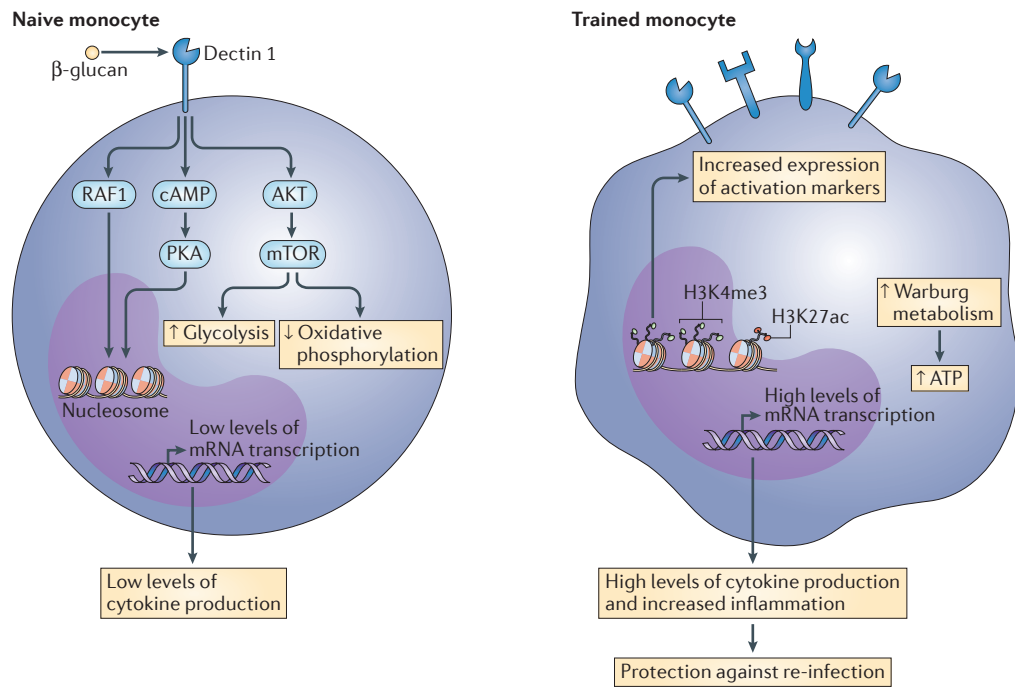 Naive monocyte
β-glucan
Dectin 1
RAF1
cAMP
AKT
PKA
mTOR
↑ Glycolysis
↓ Oxidative
phosphorylation
Nucleosome
Low levels of
mRNA transcription
Low levels of
cytokine production
Trained monocyte
Increased expression
of activation markers
H3K4me3
H3K27ac
↑ Warburg
metabolism
↑ ATP
High levels of
mRNA transcription
High levels of cytokine production
and increased inflammation
Protection against re-infection